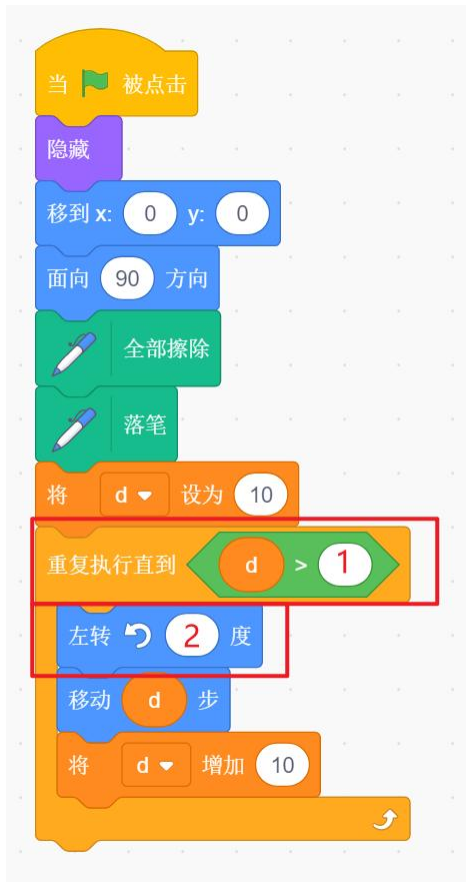 当 被点击
隐藏
移到 x: 0 y: 0
面向 90 方向
全部擦除
落笔
将 d 设为 10
重复执行直到 d > 1
左转 2 度
移动 d 步
将 d 增加 10